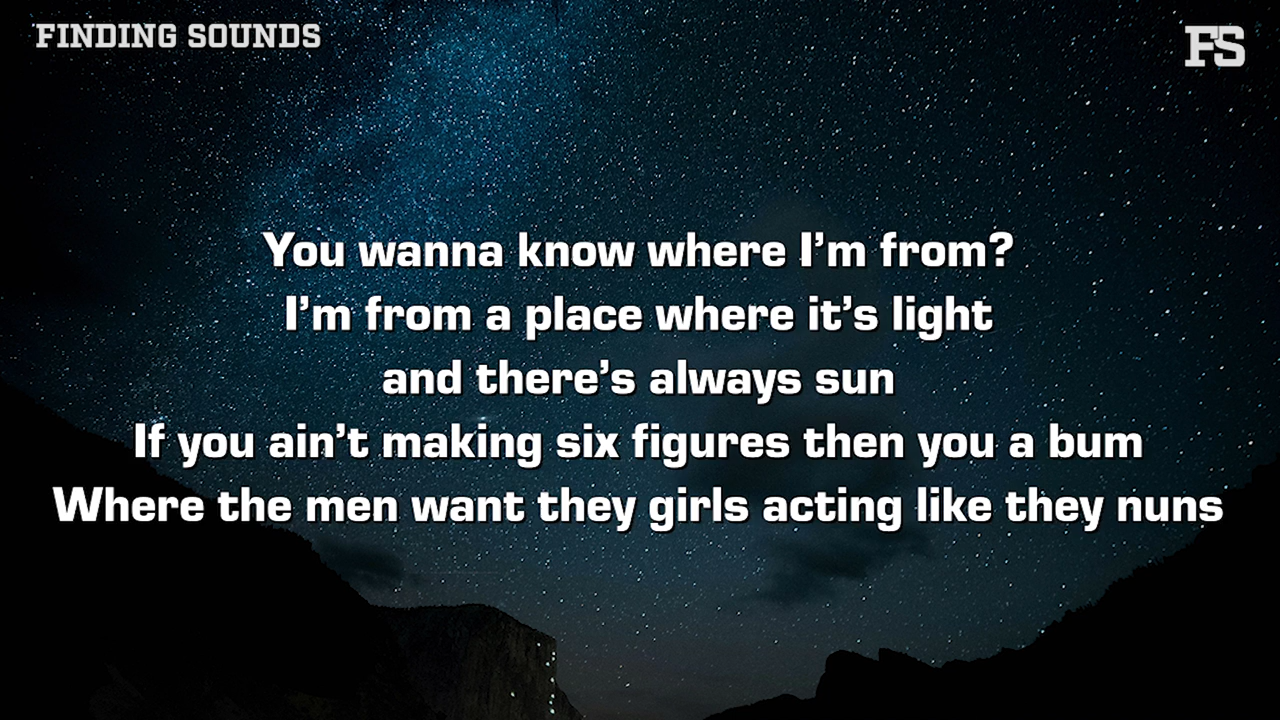 FINDING SOUNDS
FS
You wanna know where I’m from?
I’m from a place where it’s light
and there’s always sun
If you ain’t making six figures then you a bum
Where the men want they girls acting like they nuns